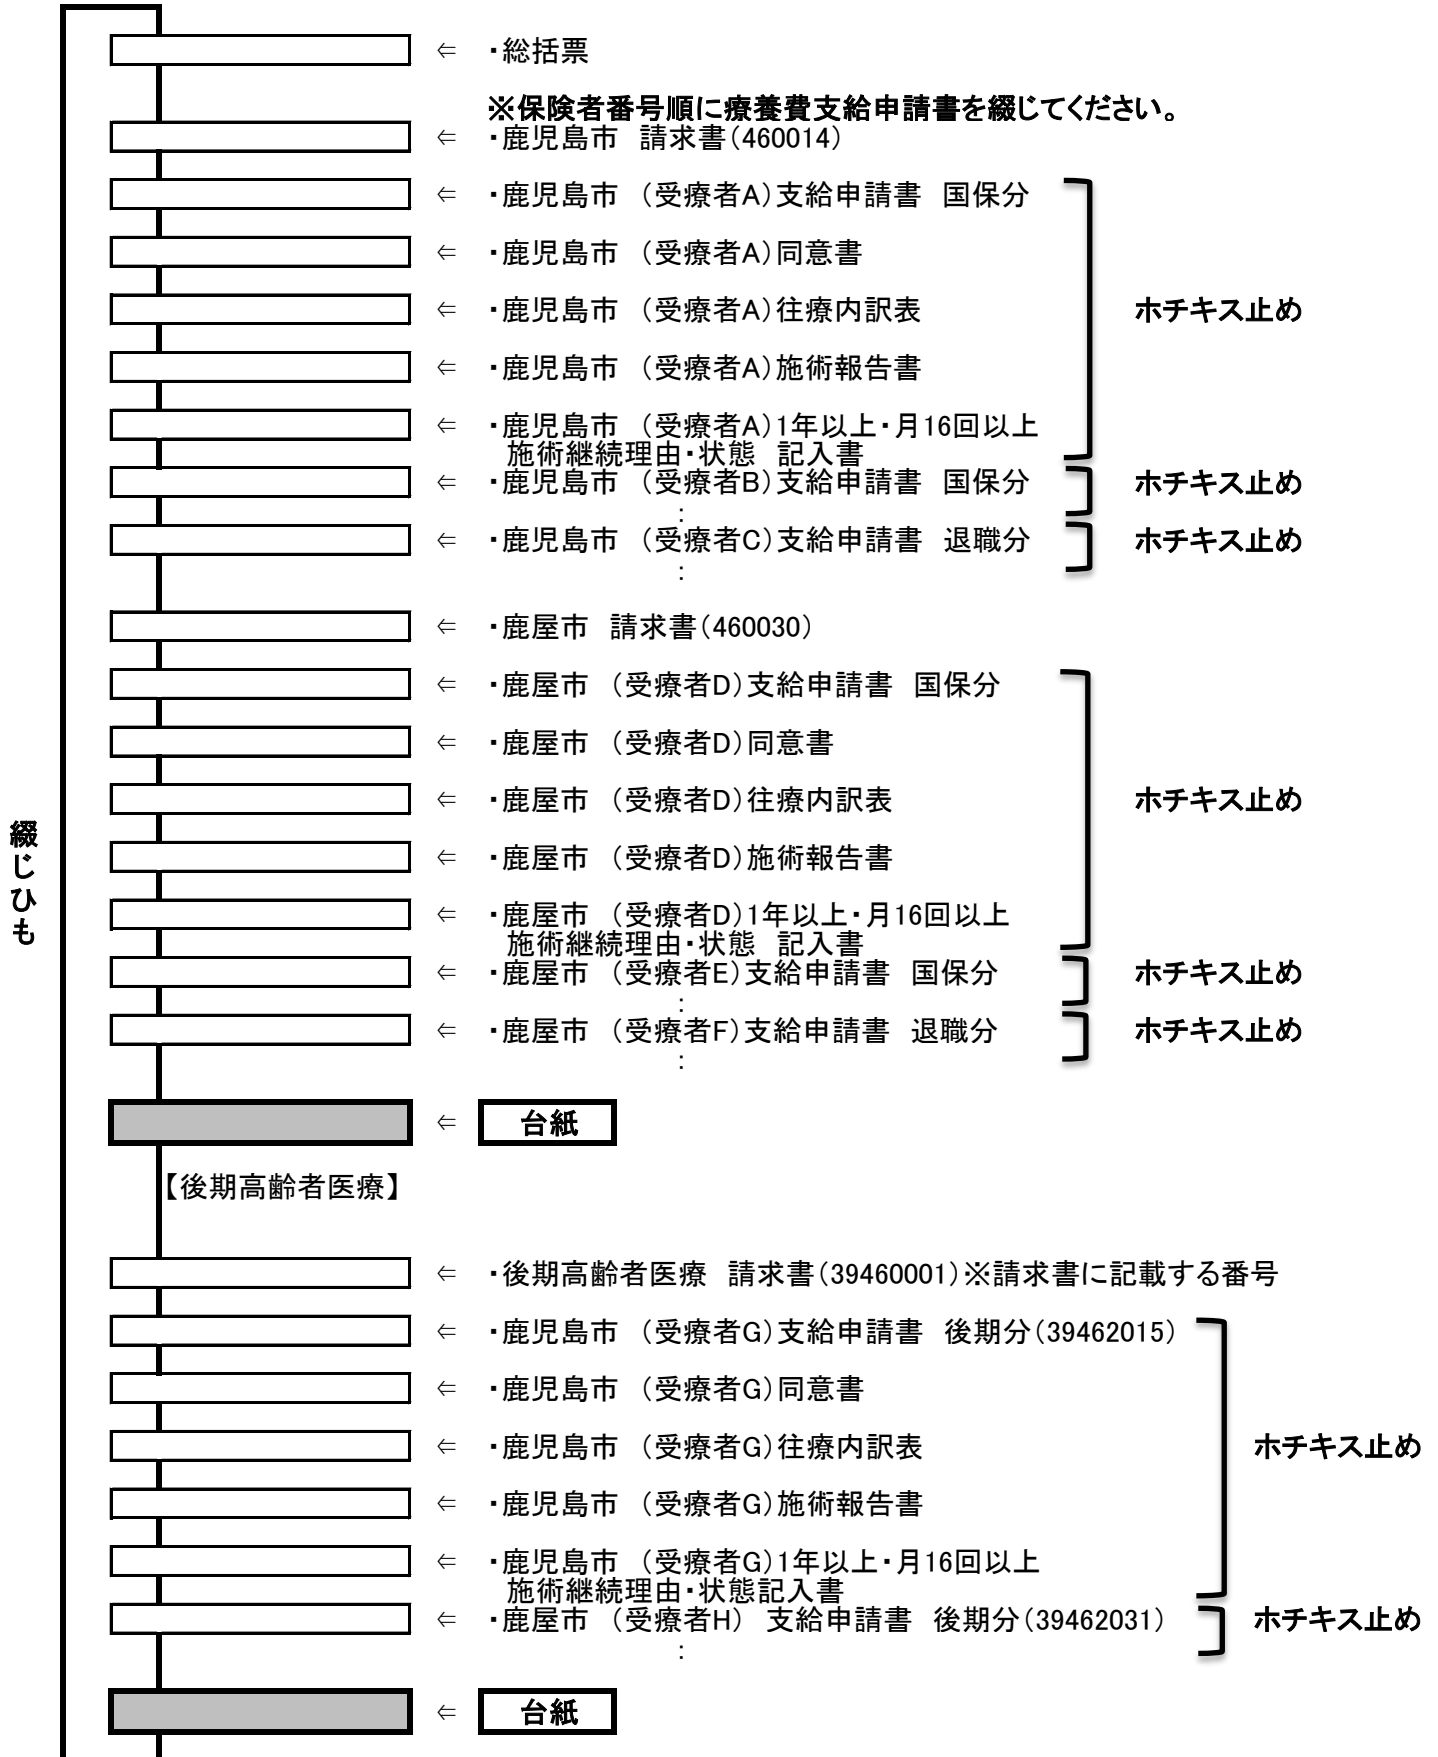 ⇐ ・総括票
※保険者番号順に療養費支給申請書を綴じてください。
⇐ ・鹿児島市 請求書(460014)
⇐ ・鹿児島市 (受療者A)支給申請書 国保分
⇐ ・鹿児島市 (受療者A)同意書
⇐ ・鹿児島市 (受療者A)往療内訳表 ホチキス止め
⇐ ・鹿児島市 (受療者A)施術報告書
⇐ ・鹿児島市 (受療者A)1年以上・月16回以上
施術継続理由・状態 記入書
⇐ ・鹿児島市 (受療者B)支給申請書 国保分 ホチキス止め
:
⇐ ・鹿児島市 (受療者C)支給申請書 退職分 ホチキス止め
:
⇐ ・鹿屋市 請求書(460030)
⇐ ・鹿屋市 (受療者D)支給申請書 国保分
⇐ ・鹿屋市 (受療者D)同意書
⇐ ・鹿屋市 (受療者D)往療内訳表 ホチキス止め
⇐ ・鹿屋市 (受療者D)施術報告書
⇐ ・鹿屋市 (受療者D)1年以上・月16回以上
施術継続理由・状態 記入書
⇐ ・鹿屋市 (受療者E)支給申請書 国保分 ホチキス止め
:
⇐ ・鹿屋市 (受療者F)支給申請書 退職分 ホチキス止め
:
綴じひも
⇐ 台紙
【後期高齢者医療】
⇐ ・後期高齢者医療 請求書(39460001)※請求書に記載する番号
⇐ ・鹿児島市 (受療者G)支給申請書 後期分(39462015)
⇐ ・鹿児島市 (受療者G)同意書
⇐ ・鹿児島市 (受療者G)往療内訳表 ホチキス止め
⇐ ・鹿児島市 (受療者G)施術報告書
⇐ ・鹿児島市 (受療者G)1年以上・月16回以上
施術継続理由・状態記入書
⇐ ・鹿屋市 (受療者H) 支給申請書 後期分(39462031) ホチキス止め
:
⇐ 台紙